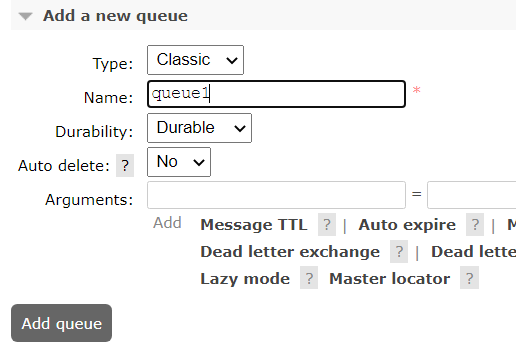 Add a new queue
Type: Classic
Name: queue1 *
Durability: Durable
Auto delete: ? No
Arguments: =
Add Message TTL ? | Auto expire ? |
Dead letter exchange ? | Dead lette
Lazy mode ? Master locator ?
Add queue